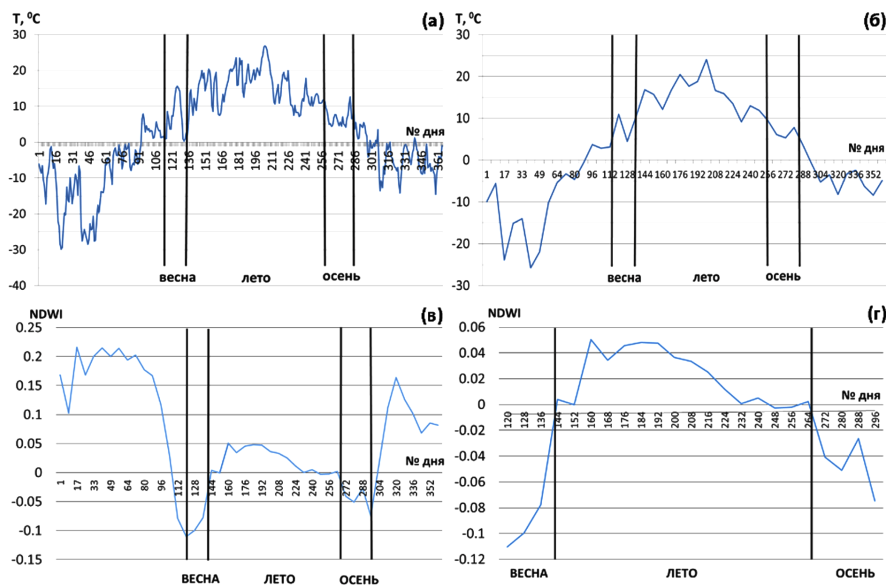 T, ⁰C
(а)
40
30
20
10
0
-10
-20
-30
-40
№ дня
1 16 31 46 61 76 91 106 121 136 151 166 181 196 211 226 241 256 271 286 301 316 331 346 361
весна лето осень
T, ⁰C
(б)
30
20
10
0
-10
-20
-30
№ дня
1 17 33 49 64 80 96 112 128 144 160 176 192 208 224 240 256 272 288 304 320 336 352
весна лето осень
NDWI
(в)
0.25
0.2
0.15
0.1
0.05
0
-0.05
-0.1
-0.15
№ дня
1 17 33 49 64 80 96 112 128 144 160 176 192 208 224 240 256 272 288 304 320 336 352
ВЕСНА ЛЕТО ОСЕНЬ
NDWI
(г)
0.06
0.04
0.02
0
-0.02
-0.04
-0.06
-0.08
-0.1
-0.12
№ дня
120 128 136 144 152 160 168 176 184 192 200 208 216 224 232 240 248 256 264 272 280 288 296
ВЕСНА ЛЕТО ОСЕНЬ